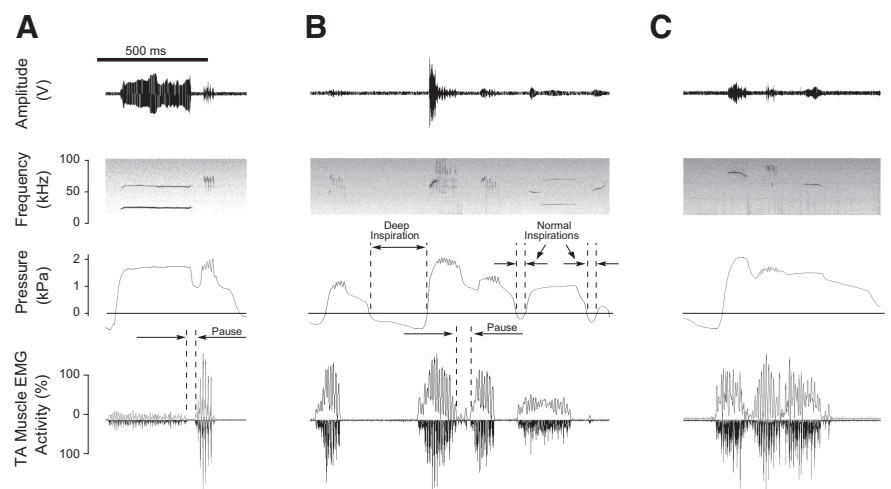 A
B
C
500 ms
Amplitude
(V)
Frequency
(kHz)
100
50
0
Deep
Inspiration
Normal
Inspirations
Pressure
(kPa)
2
1
0
Pause
Pause
TA Muscle EMG
Activity (%)
100
0
100